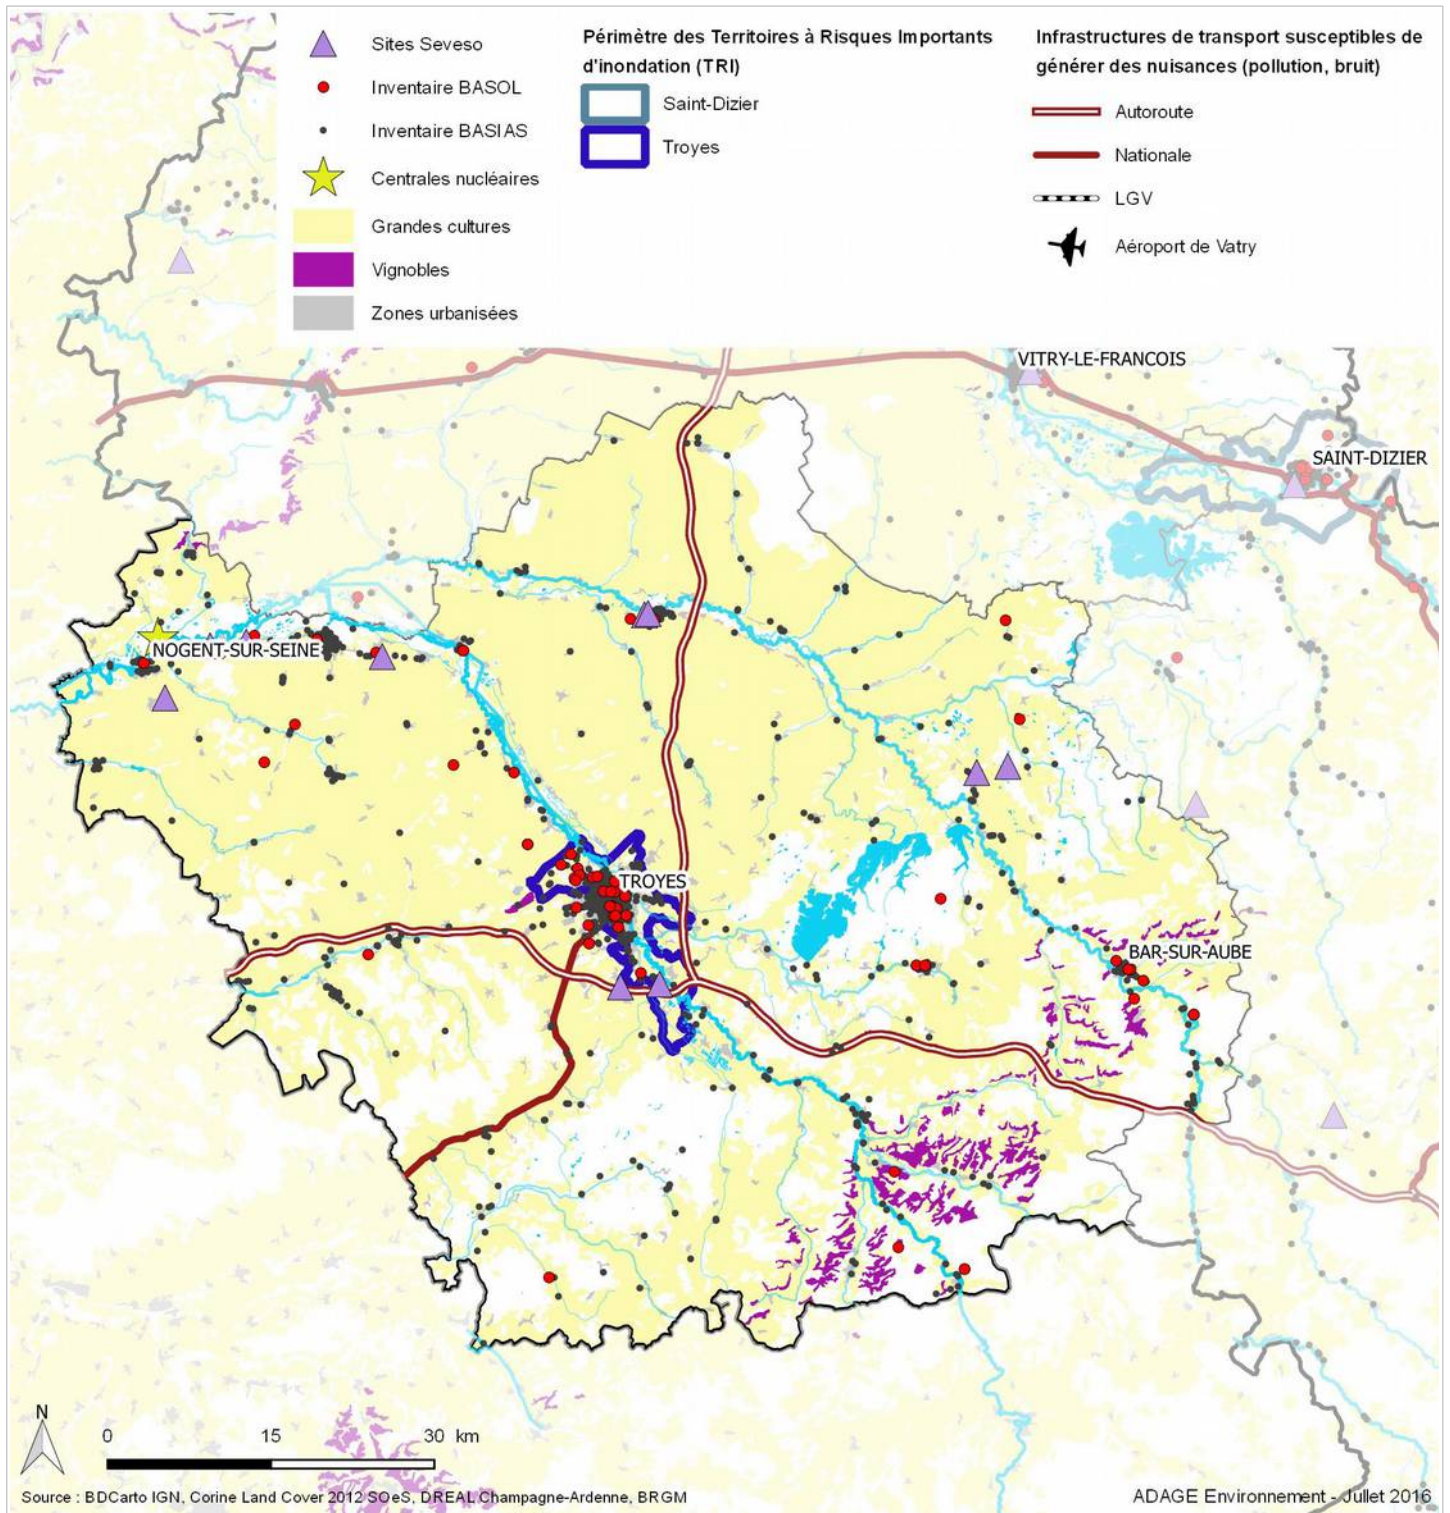 Sites Seveso
Inventaire BASOL
Inventaire BASIAS
Centrales nucléaires
Grandes cultures
Vignobles
Zones urbanisées
Périmètre des Territoires à Risques Importants
d'inondation (TRI)
Saint-Dizier
Troyes
Infrastructures de transport susceptibles de
générer des nuisances (pollution, bruit)
Autoroute
Nationale
LGV
Aéroport de Vatry
VITRY-LE-FRANCOIS
SAINT-DIZIER
NOGENT-SUR-SEINE
TROYES
BAR-SUR-AUBE
N
0 15 30 km
Source : BDCarto IGN, Corine Land Cover 2012 SOeS, DREAL Champagne-Ardenne, BRGM
ADAGE Environnement - Jullet 2016